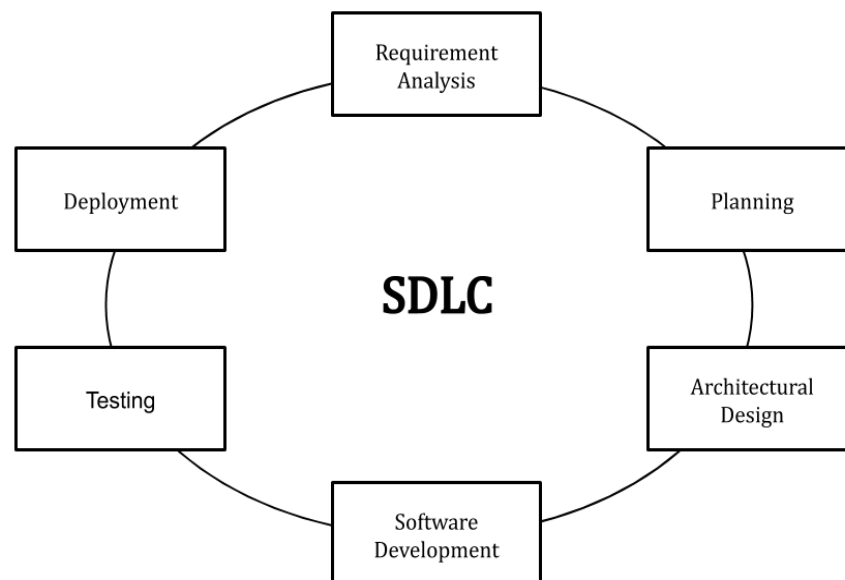 Requirement
Analysis
Deployment
Planning
SDLC
Testing
Architectural
Design
Software
Development